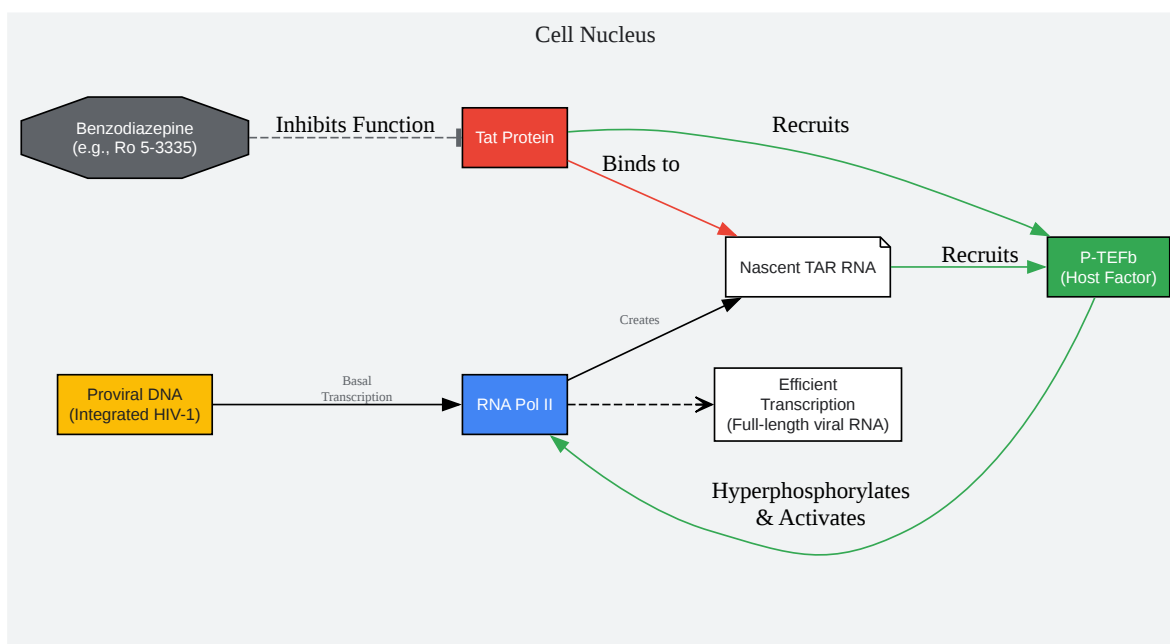 Cell Nucleus
Benzodiazepine
(e.g., Ro 5-3335)
Inhibits Function
Tat Protein
Recruits
Binds to
Nascent TAR RNA
Recruits
P-TEFb
(Host Factor)
Creates
Proviral DNA
(Integrated HIV-1)
Basal
Transcription
RNA Pol II
Efficient
Transcription
(Full-length viral RNA)
Hyperphosphorylates
& Activates